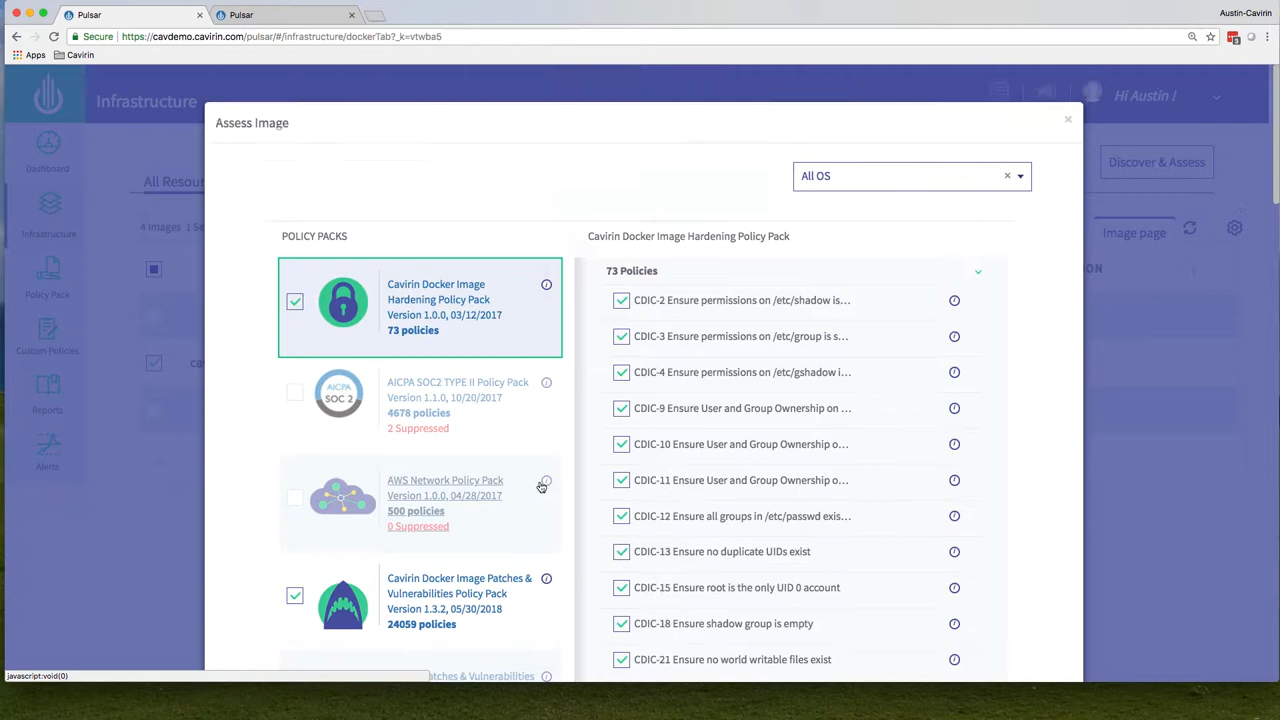 Pulsar
Pulsar
Austin-Cavirin
Secure
https://cavdemo.cavirin.com/pulsar/#/infrastructure/dockerTab?_k=vtwba5
3
Apps
Cavirin
Infrastructure
Hi Austin !
Assess Image
×
Dashboard
All Resour
All OS
Discover & Assess
Infrastructure
4 Images 1 Se
POLICY PACKS
Cavirin Docker Image Hardening Policy Pack
Image page
Cavirin Docker Image
Hardening Policy Pack
Version 1.0.0, 03/12/2017
73 policies
73 Policies
ON
Policy Pack
CDIC-2 Ensure permissions on /etc/shadow is...
CDIC-3 Ensure permissions on /etc/group is s...
Custom Policies
cas
AICPA
SOC 2
AICPA SOC2 TYPE II Policy Pack
Version 1.1.0, 10/20/2017
4678 policies
2 Suppressed
CDIC-4 Ensure permissions on /etc/gshadow i...
CDIC-9 Ensure User and Group Ownership on ...
Reports
CDIC-10 Ensure User and Group Ownership o...
Alerts
AWS Network Policy Pack
Version 1.0.0, 04/28/2017
500 policies
0 Suppressed
CDIC-11 Ensure User and Group Ownership o...
CDIC-12 Ensure all groups in /etc/passwd exis...
CDIC-13 Ensure no duplicate UIDs exist
Cavirin Docker Image Patches &
Vulnerabilities Policy Pack
Version 1.3.2, 05/30/2018
24059 policies
CDIC-15 Ensure root is the only UID 0 account
CDIC-18 Ensure shadow group is empty
CDIC-21 Ensure no world writable files exist
javascript:void(0)
atches & Vulnerabilities